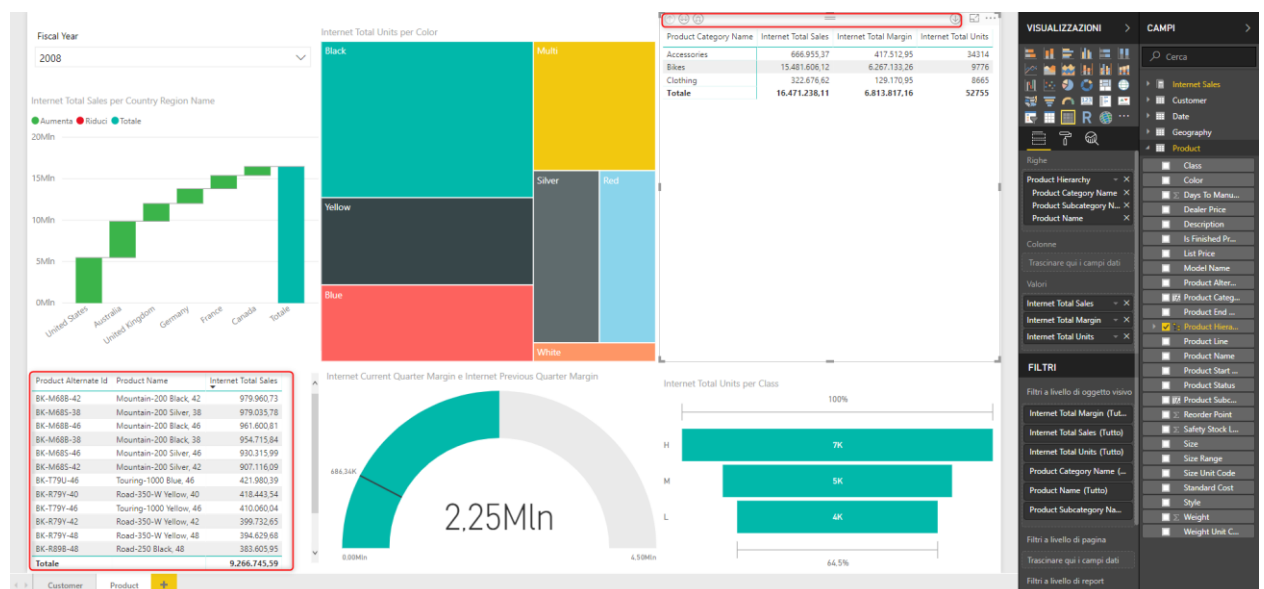 Fiscal Year
2008
Internet Total Sales per Country Region Name
Aumenta Riduci Totale
20Mln
15Mln
10Mln
5Mln
0Mln
United States
Australia
United Kingdom
Germany
France
Canada
Totale
Internet Total Units per Color
Black
Multi
Yellow
Silver
Red
Blue
White
Product Category Name Internet Total Sales Internet Total Margin Internet Total Units
Accessories 666.955,37 417.512,95 34314
Bikes 15.481.606,12 6.267.133,26 9776
Clothing 322.676,62 129.170,95 8665
Totale 16.471.238,11 6.813.817,16 52755
Product Alternate Id Product Name Internet Total Sales
BK-M68B-42 Mountain-200 Black, 42 979.960,73
BK-M68S-38 Mountain-200 Silver, 38 979.035,78
BK-M68B-46 Mountain-200 Black, 46 961.600,81
BK-M68B-38 Mountain-200 Black, 38 954.715,84
BK-M68S-46 Mountain-200 Silver, 46 930.315,99
BK-M68S-42 Mountain-200 Silver, 42 907.116,09
BK-T79U-46 Touring-1000 Blue, 46 421.980,39
BK-R79Y-40 Road-350-W Yellow, 40 418.443,54
BK-T79Y-46 Touring-1000 Yellow, 46 410.060,04
BK-R79Y-42 Road-350-W Yellow, 42 399.732,65
BK-R79Y-48 Road-350-W Yellow, 48 394.629,68
BK-R89B-48 Road-250 Black, 48 383.605,95
Totale 9.266.745,59
Internet Current Quarter Margin e Internet Previous Quarter Margin
686,34K
2,25Mln
0,00Mln
4,50Mln
Internet Total Units per Class
100%
H 7K
M 5K
L 4K
64.5%
Customer Product +
VISUALIZZAZIONI
R
Righe
Product Hierarchy
Product Category Name
Product Subcategory N...
Product Name
Colonne
Trascinare qui i campi dati
Valori
Internet Total Sales
Internet Total Margin
Internet Total Units
FILTRI
Filtri a livello di oggetto visivo
Internet Total Margin (Tut...
Internet Total Sales (Tutto)
Internet Total Units (Tutto)
Product Category Name (...
Product Name (Tutto)
Product Subcategory Na...
Filtri a livello di pagina
Trascinare qui i campi dati
Filtri a livello di report
CAMPI
Cerca
Internet Sales
Customer
Date
Geography
Product
Class
Color
Days To Manu...
Dealer Price
Description
Is Finished Pr...
List Price
Model Name
Product Alter...
Product Categ...
Product End ...
Product Hiera...
Product Line
Product Name
Product Start ...
Product Status
Product Subc...
Reorder Point
Safety Stock L...
Size
Size Range
Size Unit Code
Standard Cost
Style
Weight
Weight Unit C...